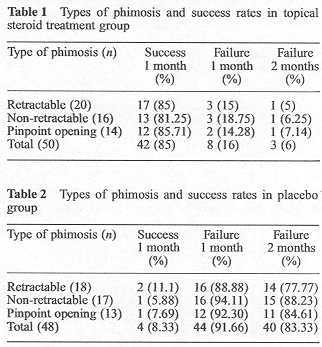 Table 1 Types of phimosis and success rates in topical
steroid treatment group
Type of phimosis (n) Success Failure Failure
1 month 1 month 2 months
(%) (%) (%)
Retractable (20) 17 (85) 3 (15) 1 (5)
Non-retractable (16) 13 (81.25) 3 (18.75) 1 (6.25)
Pinpoint opening (14) 12 (85.71) 2 (14.28) 1 (7.14)
Total (50) 42 (85) 8 (16) 3 (6)
Table 2 Types of phimosis and success rates in placebo
group
Type of phimosis (n) Success Failure Failure
1 month 1 month 2 months
(%) (%) (%)
Retractable (18) 2 (11.1) 16 (88.88) 14 (77.77)
Non-retractable (17) 1 (5.88) 16 (94.11) 15 (88.23)
Pinpoint opening (13) 1 (7.69) 12 (92.30) 11 (84.61)
Total (48) 4 (8.33) 44 (91.66) 40 (83.33)